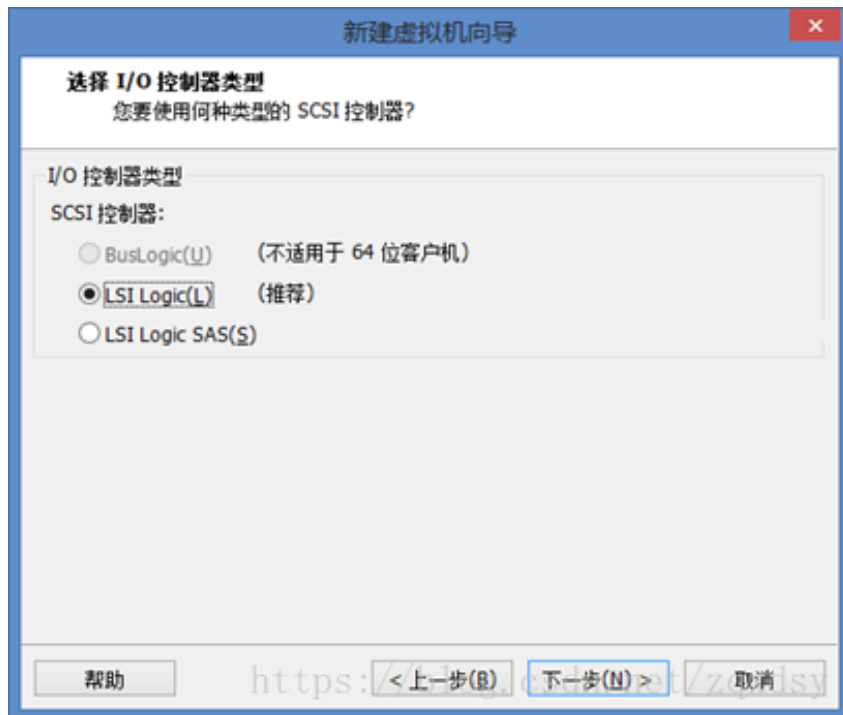 新建虚拟机向导
选择 I/O 控制器类型
您要使用何种类型的 SCSI 控制器?
I/O 控制器类型
SCSI 控制器:
BusLogic(U) (不适用于 64 位客户机)
LSI Logic(L) (推荐)
LSI Logic SAS(S)
帮助 < 上一步(B) 下一步(N) > 取消